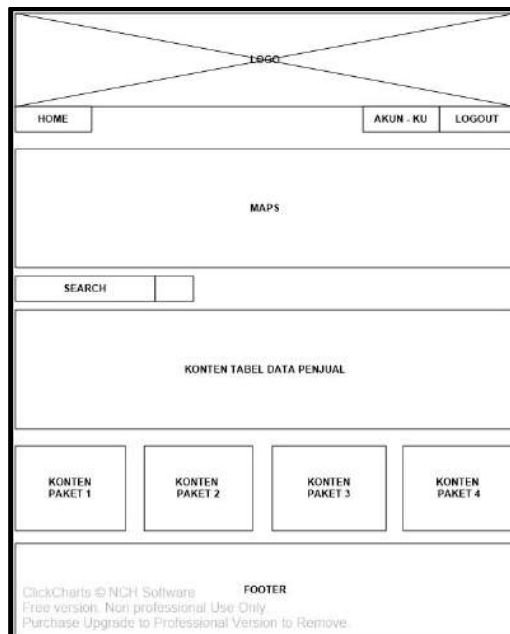 LOGO
HOME
AKUN - KU
LOGOUT
MAPS
SEARCH
KONTEN TABEL DATA PENJUAL
KONTEN
PAKET 1
KONTEN
PAKET 2
KONTEN
PAKET 3
KONTEN
PAKET 4
FOOTER
ClickCharts © NCH Software
Free version. Non professional Use Only.
Purchase Upgrade to Professional Version to Remove.